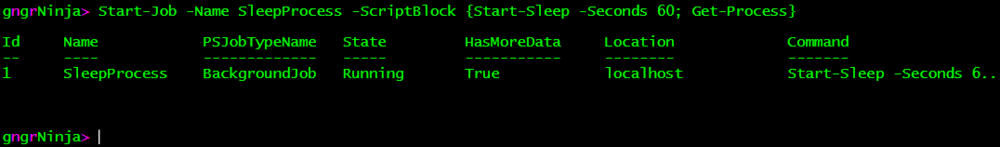 gngrNinja> Start-Job -Name SleepProcess -ScriptBlock {Start-Sleep -Seconds 60; Get-Process}
Id Name PSJobTypeName State HasMoreData Location Command
-- ---- ------------- ----- ----------- -------- -------
1 SleepProcess BackgroundJob Running True localhost Start-Sleep -Seconds 6...
gngrNinja>